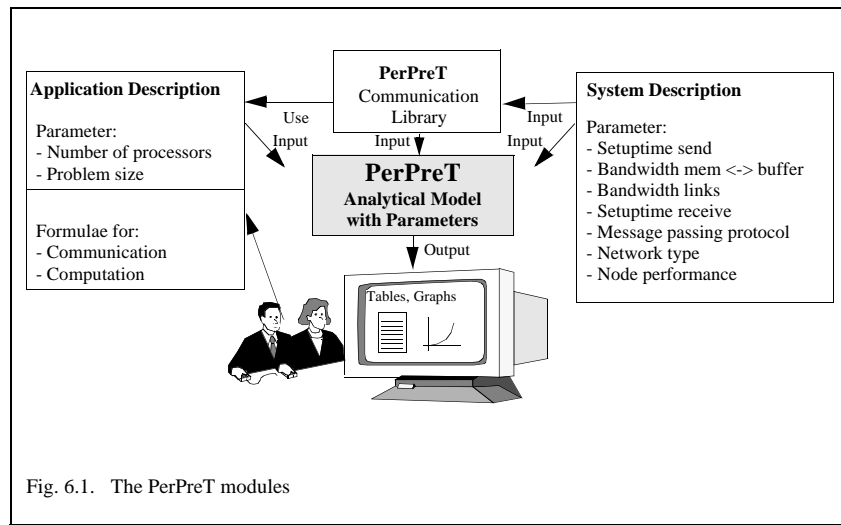 PerPreT
Communication
Library
Application Description
Parameter:
- Number of processors
- Problem size
Formulae for:
- Communication
- Computation
Use
Input
Input
Input
Input
System Description
Parameter:
- Setuptime send
- Bandwidth mem <-> buffer
- Bandwidth links
- Setuptime receive
- Message passing protocol
- Network type
- Node performance
PerPreT
Analytical Model
with Parameters
Output
Tables, Graphs
Fig. 6.1. The PerPreT modules